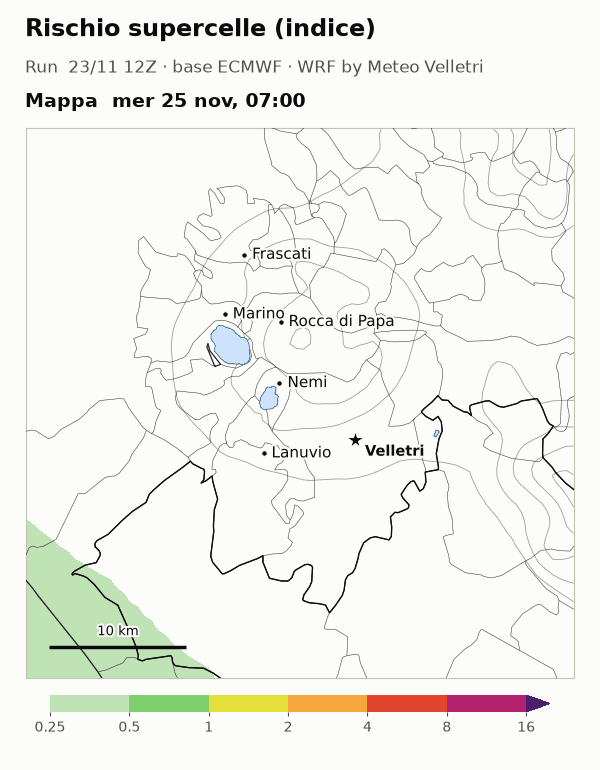 Rischio supercelle (indice)
Run  23/11 12Z · base ECMWF · WRF by Meteo Velletri
Mappa  mer 25 nov, 07:00
Frascati
Marino
Rocca di Papa
Nemi
Velletri
Lanuvio
10 km
0.25 0.5 1 2 4 8 16